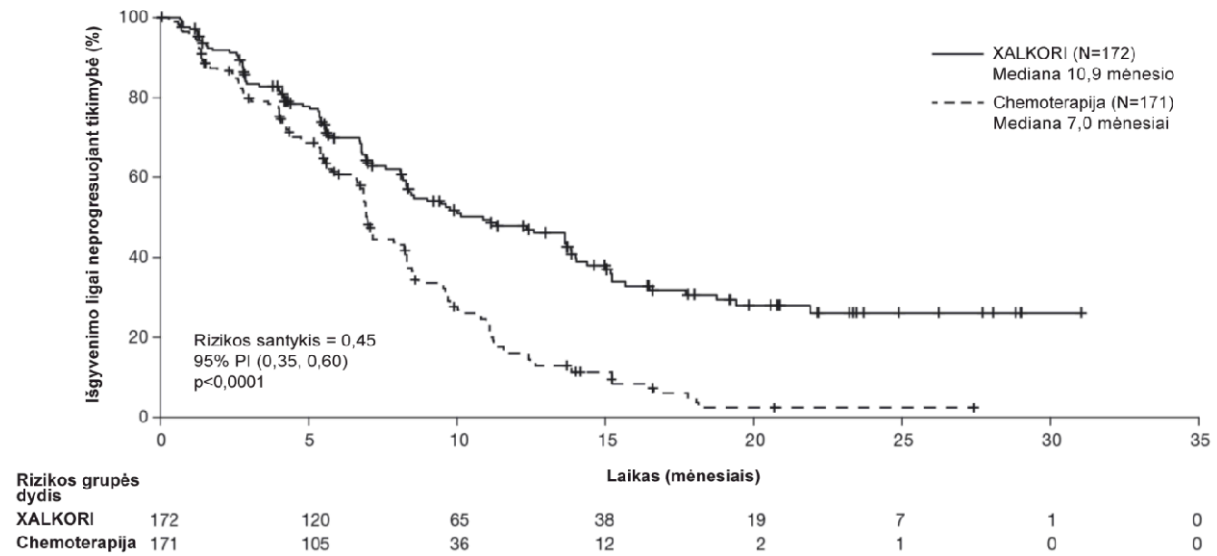 Išgyvenimo ligai neprogresuojant tikimybė (%)
100
80
60
40
20
0
XALKORI (N=172)
Mediana 10,9 mėnesio
Chemoterapija (N=171)
Mediana 7,0 mėnesiai
Rizikos santykis = 0,45
95% PI (0,35, 0,60)
p<0,0001
0 5 10 15 20 25 30 35
Laikas (mėnesiais)
Rizikos grupės
dydis
XALKORI 172 120 65 38 19 7 1 0
Chemoterapija 171 105 36 12 2 1 0 0